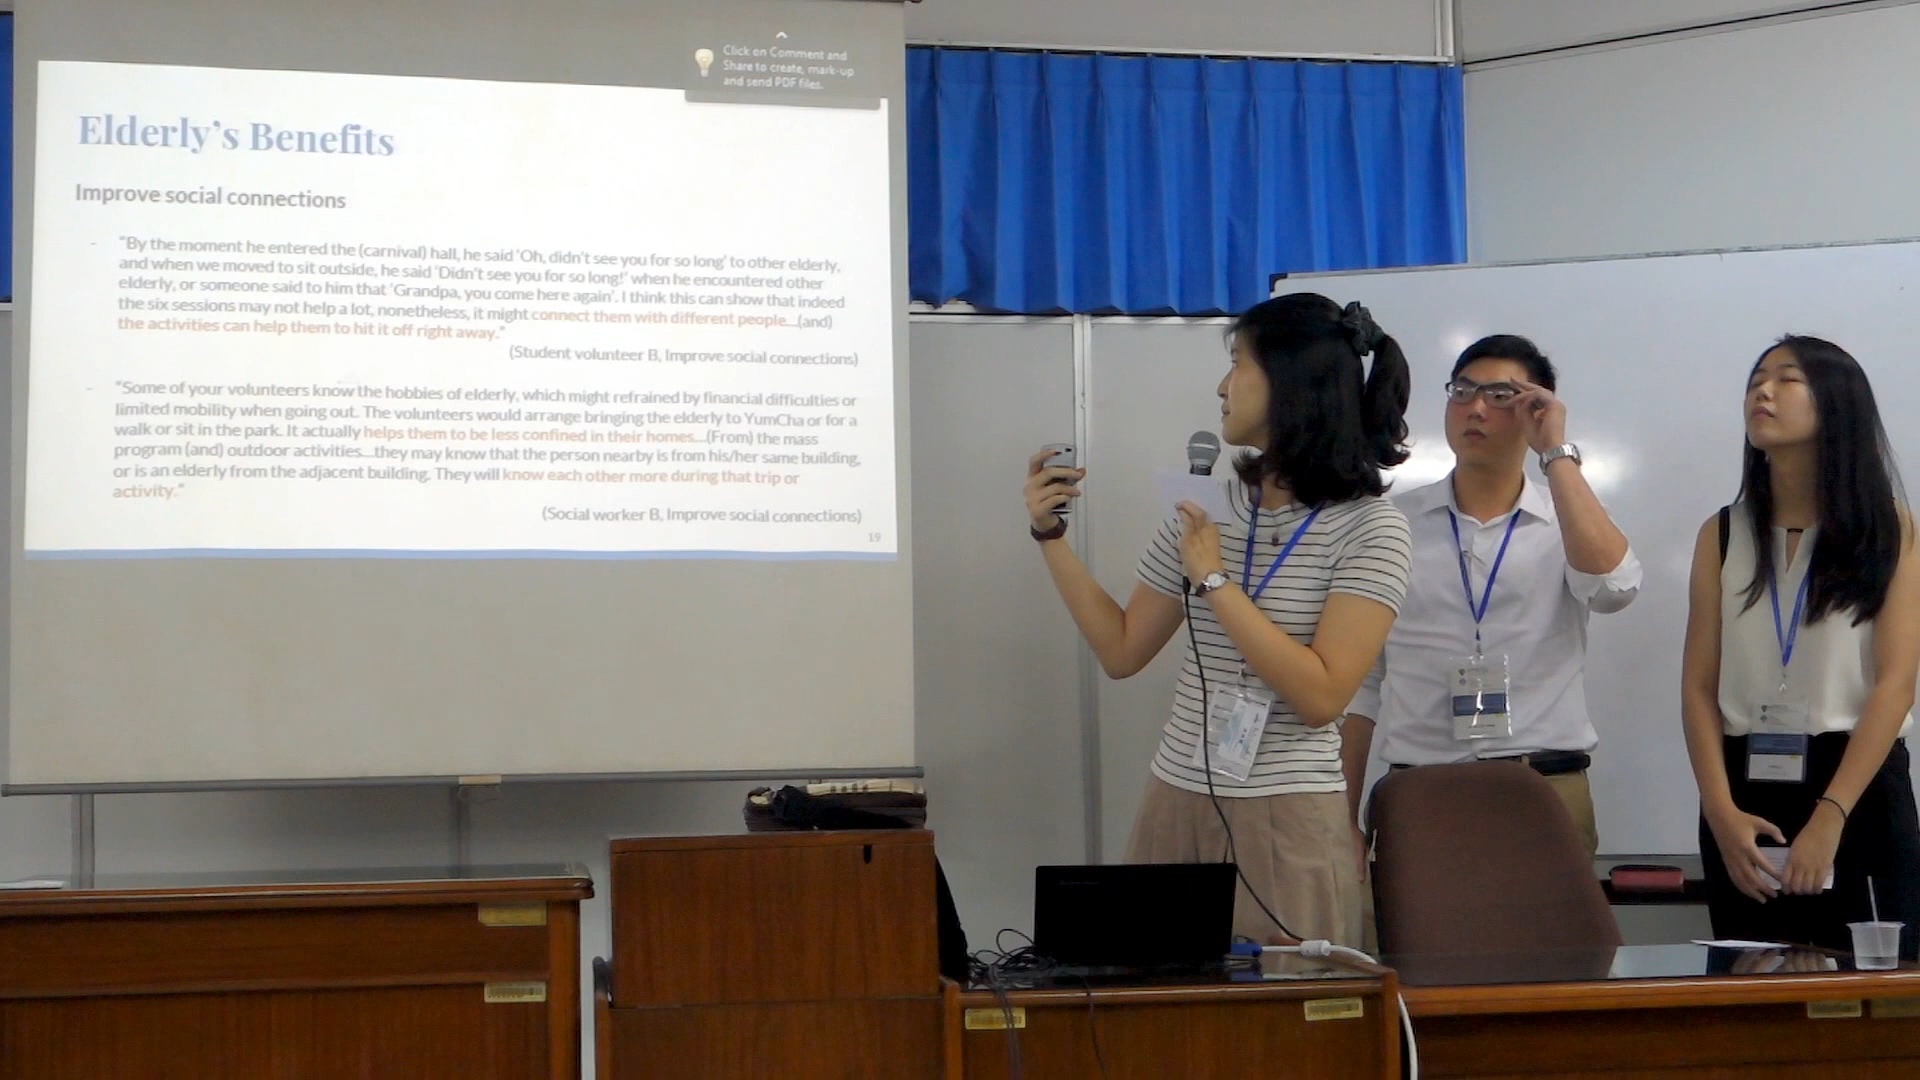 Click on Comment and
Share to create, mark-up
and send PDF files.
Elderly's Benefits
Improve social connections
- "By the moment he entered the (carnival) hall, he said 'Oh, didn't see you for so long' to other elderly,
and when we moved to sit outside, he said 'Didn't see you for so long!' when he encountered other
elderly, or someone said to him that 'Grandpa, you come here again'. I think this can show that indeed
the six sessions may not help a lot, nonetheless, it might connect them with different people...(and)
the activities can help them to hit it off right away."
(Student volunteer B, Improve social connections)
- "Some of your volunteers know the hobbies of elderly, which might refrained by financial difficulties or
limited mobility when going out. The volunteers would arrange bringing the elderly to YumCha or for a
walk or sit in the park. It actually helps them to be less confined in their homes...(From) the mass
program (and) outdoor activities...they may know that the person nearby is from his/her same building,
or is an elderly from the adjacent building. They will know each other more during that trip or
activity."
(Social worker B, Improve social connections)
19